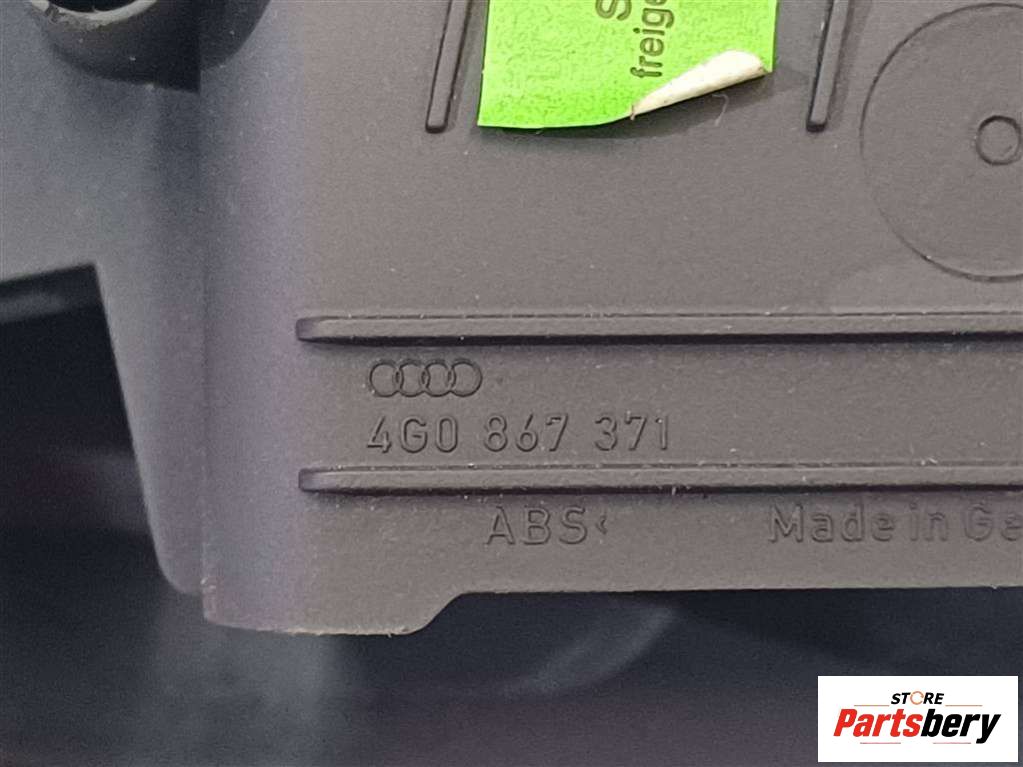 freige
4G0 867 371
ABS<
Made in Ge
STORE
Partsbery